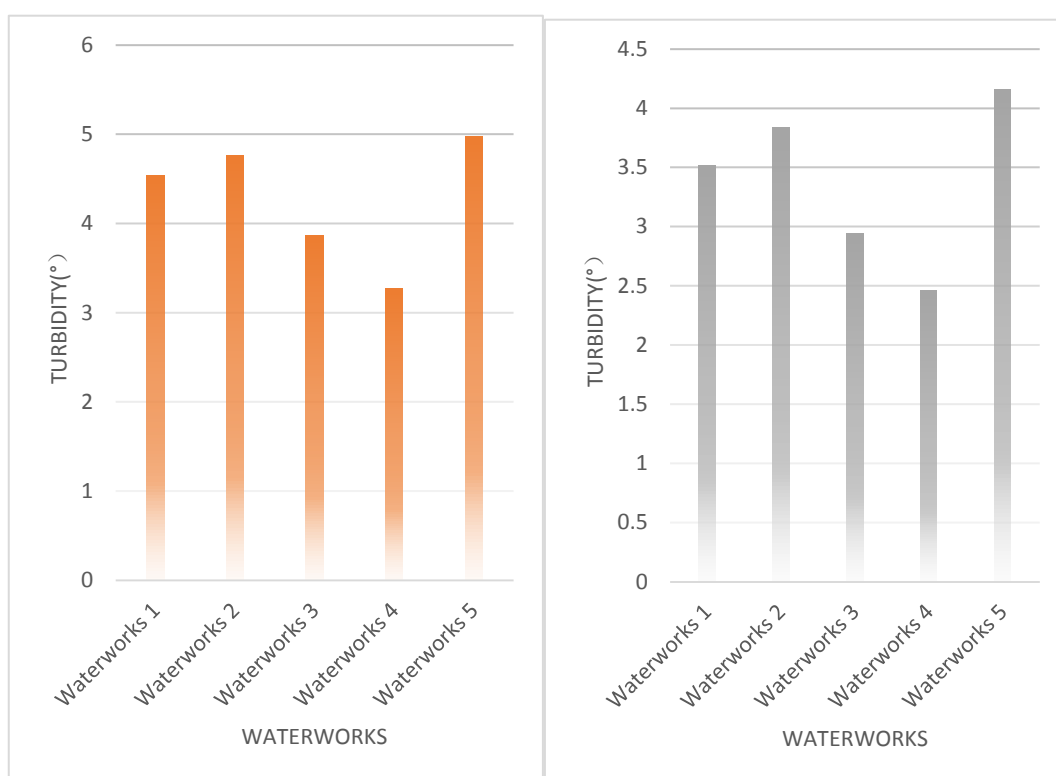 6
5
4
3
2
1
0
TURBIDITY(°）
Waterworks 1
Waterworks 2
Waterworks 3
Waterworks 4
Waterworks 5
WATERWORKS
4.5
4
3.5
3
2.5
2
1.5
1
0.5
0
TURBIDITY(°）
Waterworks 1
Waterworks 2
Waterworks 3
Waterworks 4
Waterworks 5
WATERWORKS